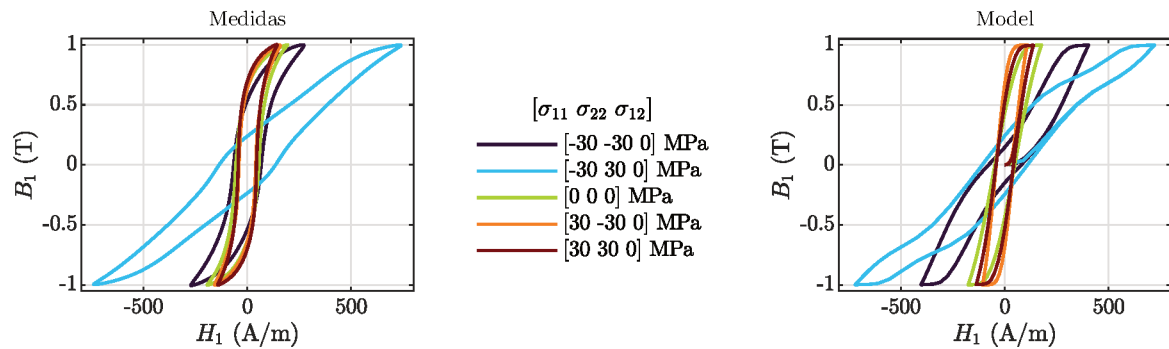 Medidas
1
0.5
0
-0.5
-1
-500 0 500
H₁ (A/m)
B₁ (T)
[σ₁₁ σ₂₂ σ₁₂]
[-30 -30 0] MPa
[-30 30 0] MPa
[0 0 0] MPa
[30 -30 0] MPa
[30 30 0] MPa
Model
1
0.5
0
-0.5
-1
-500 0 500
H₁ (A/m)
B₁ (T)